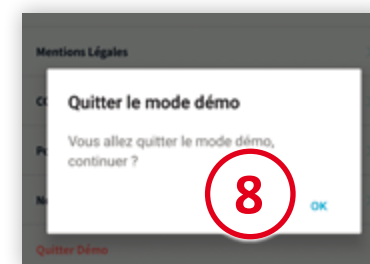 Mentions Légales
Quitter le mode démo
Vous allez quitter le mode démo,
continuer ?
8
OK
Quitter Démo